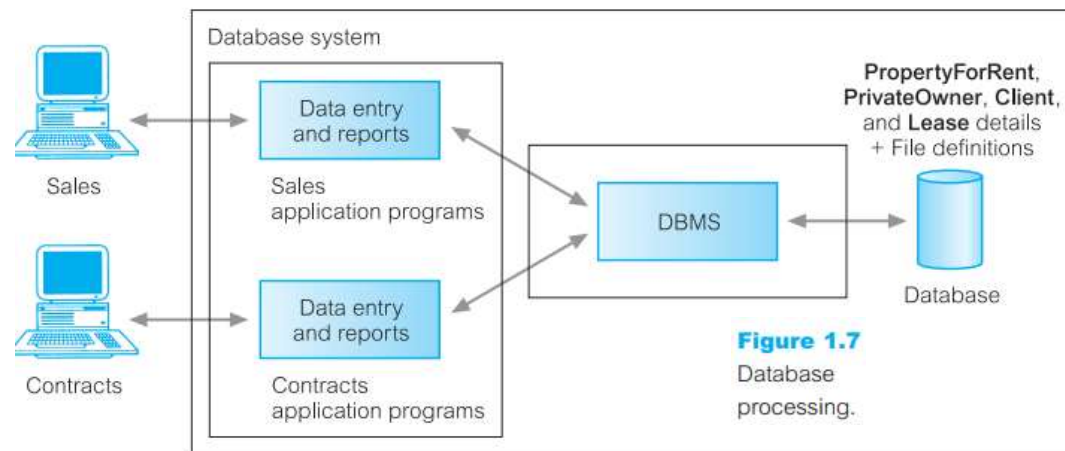 Database system
PropertyForRent,
PrivateOwner, Client,
and Lease details
+ File definitions
Data entry
and reports
Sales
Sales
application programs
DBMS
Database
Data entry
and reports
Contracts
Contracts
application programs
Figure 1.7
Database
processing.